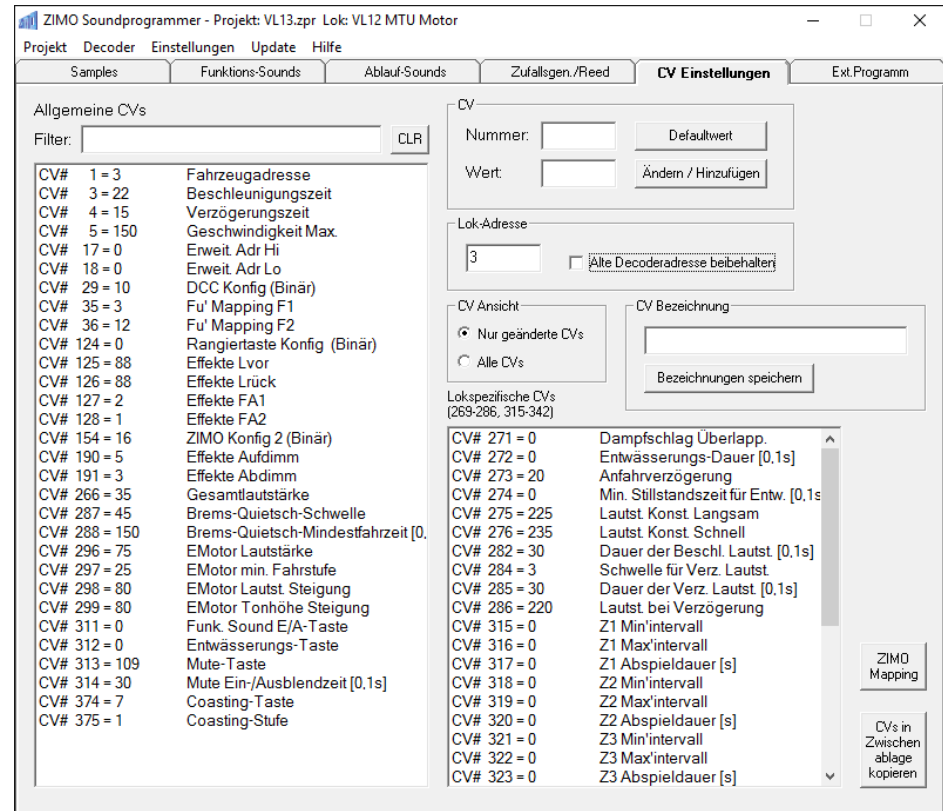 ZIMO Soundprogrammer - Projekt: VL13.zpr Lok: VL12 MTU Motor
Projekt Decoder Einstellungen Update Hilfe
Samples Funktions-Sounds Ablauf-Sounds Zufallsgen./Reed CV Einstellungen Ext.Programm
Allgemeine CVs
Filter: CLR
CV# 1 = 3 Fahrzeugadresse
CV# 3 = 22 Beschleunigungszeit
CV# 4 = 15 Verzögerungszeit
CV# 5 = 150 Geschwindigkeit Max.
CV# 17 = 0 Erweit. Adr Hi
CV# 18 = 0 Erweit. Adr Lo
CV# 29 = 10 DCC Konfig (Binär)
CV# 35 = 3 Fu' Mapping F1
CV# 36 = 12 Fu' Mapping F2
CV# 124 = 0 Rangiertaste Konfig (Binär)
CV# 125 = 88 Effekte Lvor
CV# 126 = 88 Effekte Lrück
CV# 127 = 2 Effekte FA1
CV# 128 = 1 Effekte FA2
CV# 154 = 16 ZIMO Konfig 2 (Binär)
CV# 190 = 5 Effekte Aufdimm
CV# 191 = 3 Effekte Abdimm
CV# 266 = 35 Gesamtlautstärke
CV# 287 = 45 Brems-Quietsch-Schwelle
CV# 288 = 150 Brems-Quietsch-Mindestfahrzeit [0,
CV# 296 = 75 EMotor Lautstärke
CV# 297 = 25 EMotor min. Fahrstufe
CV# 298 = 80 EMotor Lautst. Steigung
CV# 299 = 80 EMotor Tonhöhe Steigung
CV# 311 = 0 Funk. Sound E/A-Taste
CV# 312 = 0 Entwässerungs-Taste
CV# 313 = 109 Mute-Taste
CV# 314 = 30 Mute Ein-/Ausblendzeit [0,1s]
CV# 374 = 7 Coasting-Taste
CV# 375 = 1 Coasting-Stufe
CV
Nummer: Defaultwert
Wert: Ändern / Hinzufügen
Lok-Adresse
3 Alte Decoderadresse beibehalten
CV Ansicht
Nur geänderte CVs
Alle CVs
CV Bezeichnung
Bezeichnungen speichern
Lokspezifische CVs
(269-286, 315-342)
CV# 271 = 0 Dampfschlag Überlapp.
CV# 272 = 0 Entwässerungs-Dauer [0,1s]
CV# 273 = 20 Anfahrverzögerung
CV# 274 = 0 Min. Stillstandszeit für Entw. [0,1s
CV# 275 = 225 Lautst. Konst. Langsam
CV# 276 = 235 Lautst. Konst. Schnell
CV# 282 = 30 Dauer der Beschl. Lautst. [0,1s]
CV# 284 = 3 Schwelle für Verz. Lautst.
CV# 285 = 30 Dauer der Verz. Lautst. [0,1s]
CV# 286 = 220 Lautst. bei Verzögerung
CV# 315 = 0 Z1 Min'intervall
CV# 316 = 0 Z1 Max'intervall
CV# 317 = 0 Z1 Abspieldauer [s]
CV# 318 = 0 Z2 Min'intervall
CV# 319 = 0 Z2 Max'intervall
CV# 320 = 0 Z2 Abspieldauer [s]
CV# 321 = 0 Z3 Min'intervall
CV# 322 = 0 Z3 Max'intervall
CV# 323 = 0 Z3 Abspieldauer [s]
ZIMO
Mapping
CVs in
Zwischen
ablage
kopieren